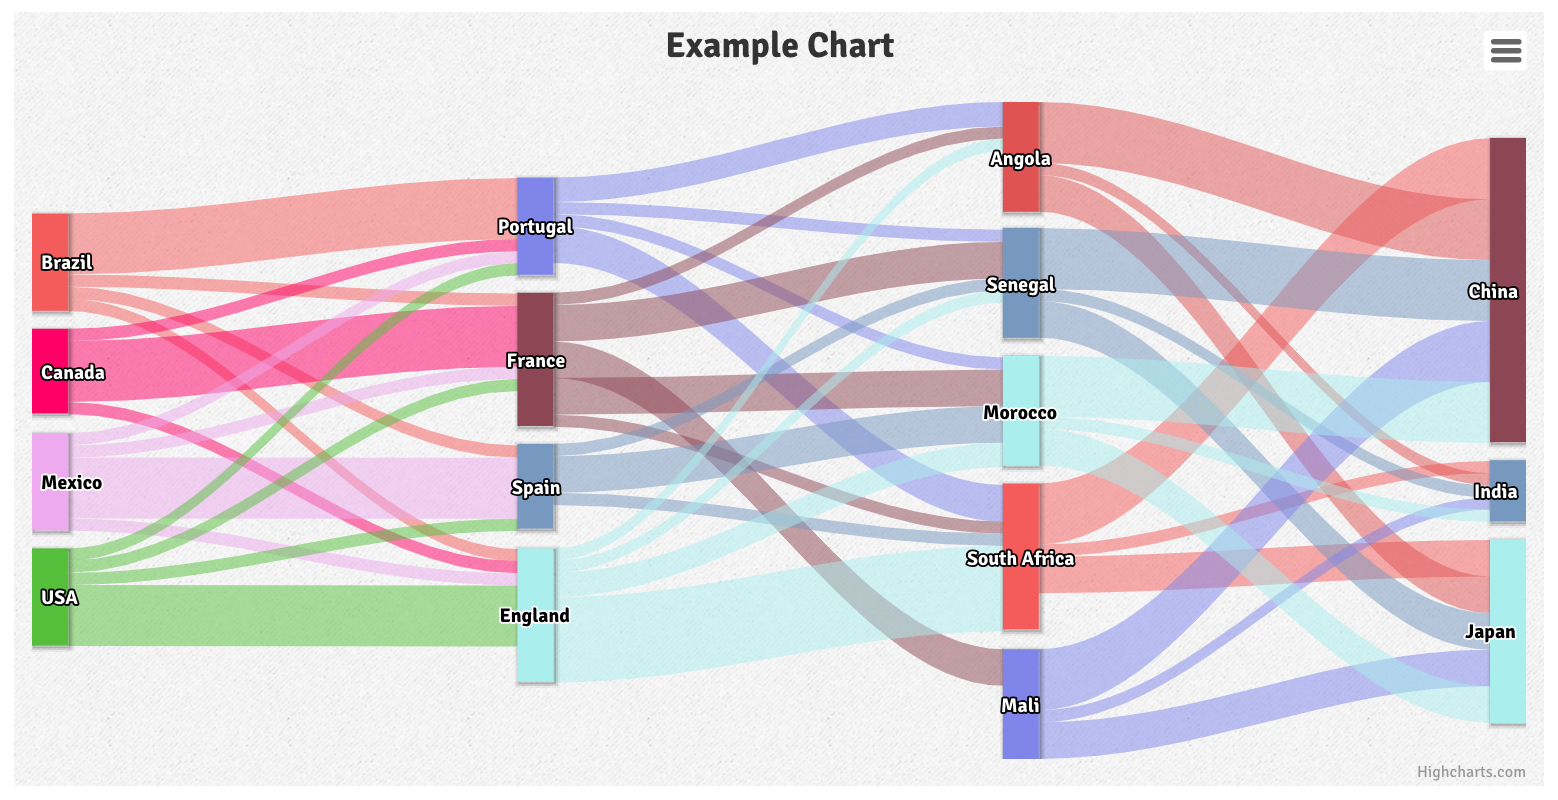 Example Chart
Brazil
Canada
Mexico
USA
Portugal
France
Spain
England
Angola
Senegal
Morocco
South Africa
Mali
China
India
Japan
Highcharts.com